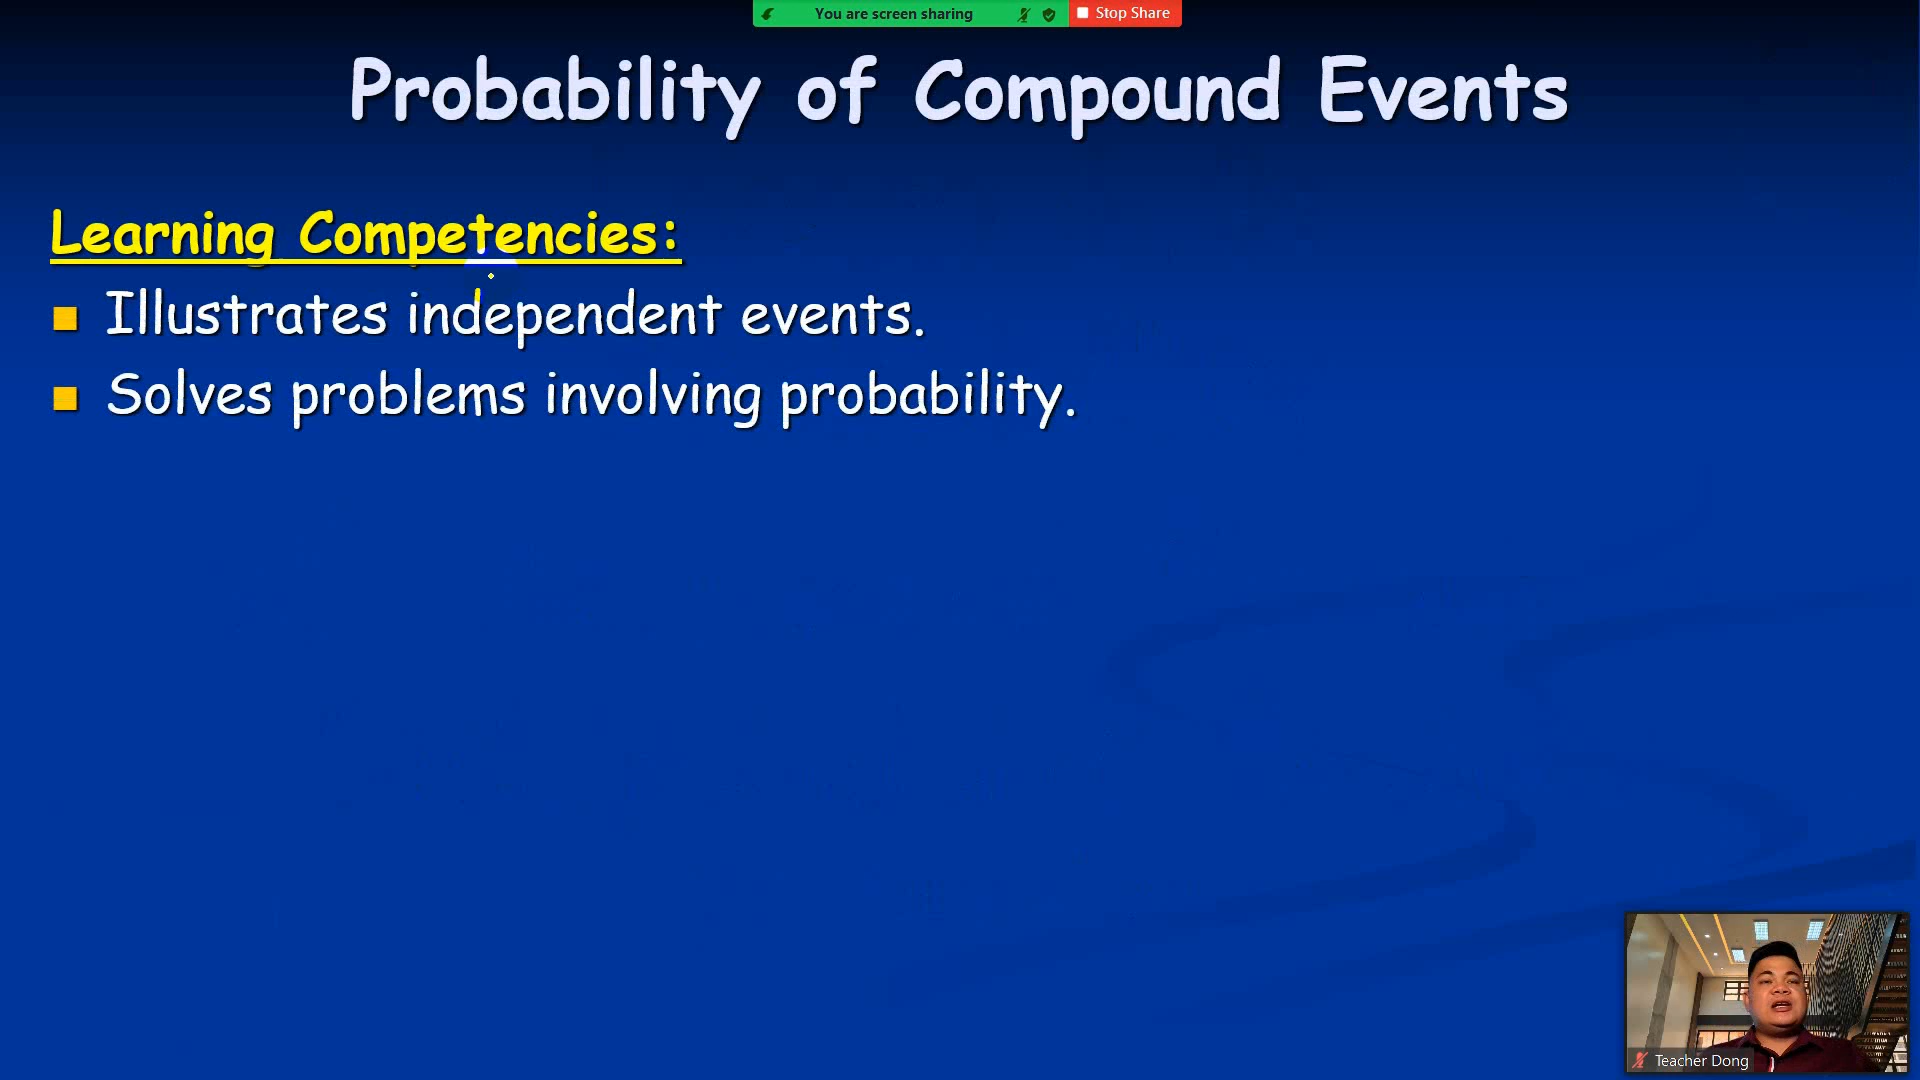 You are screen sharing
Stop Share
Probability of Compound Events
Learning Competencies:
Illustrates independent events.
Solves problems involving probability.
Teacher Dong